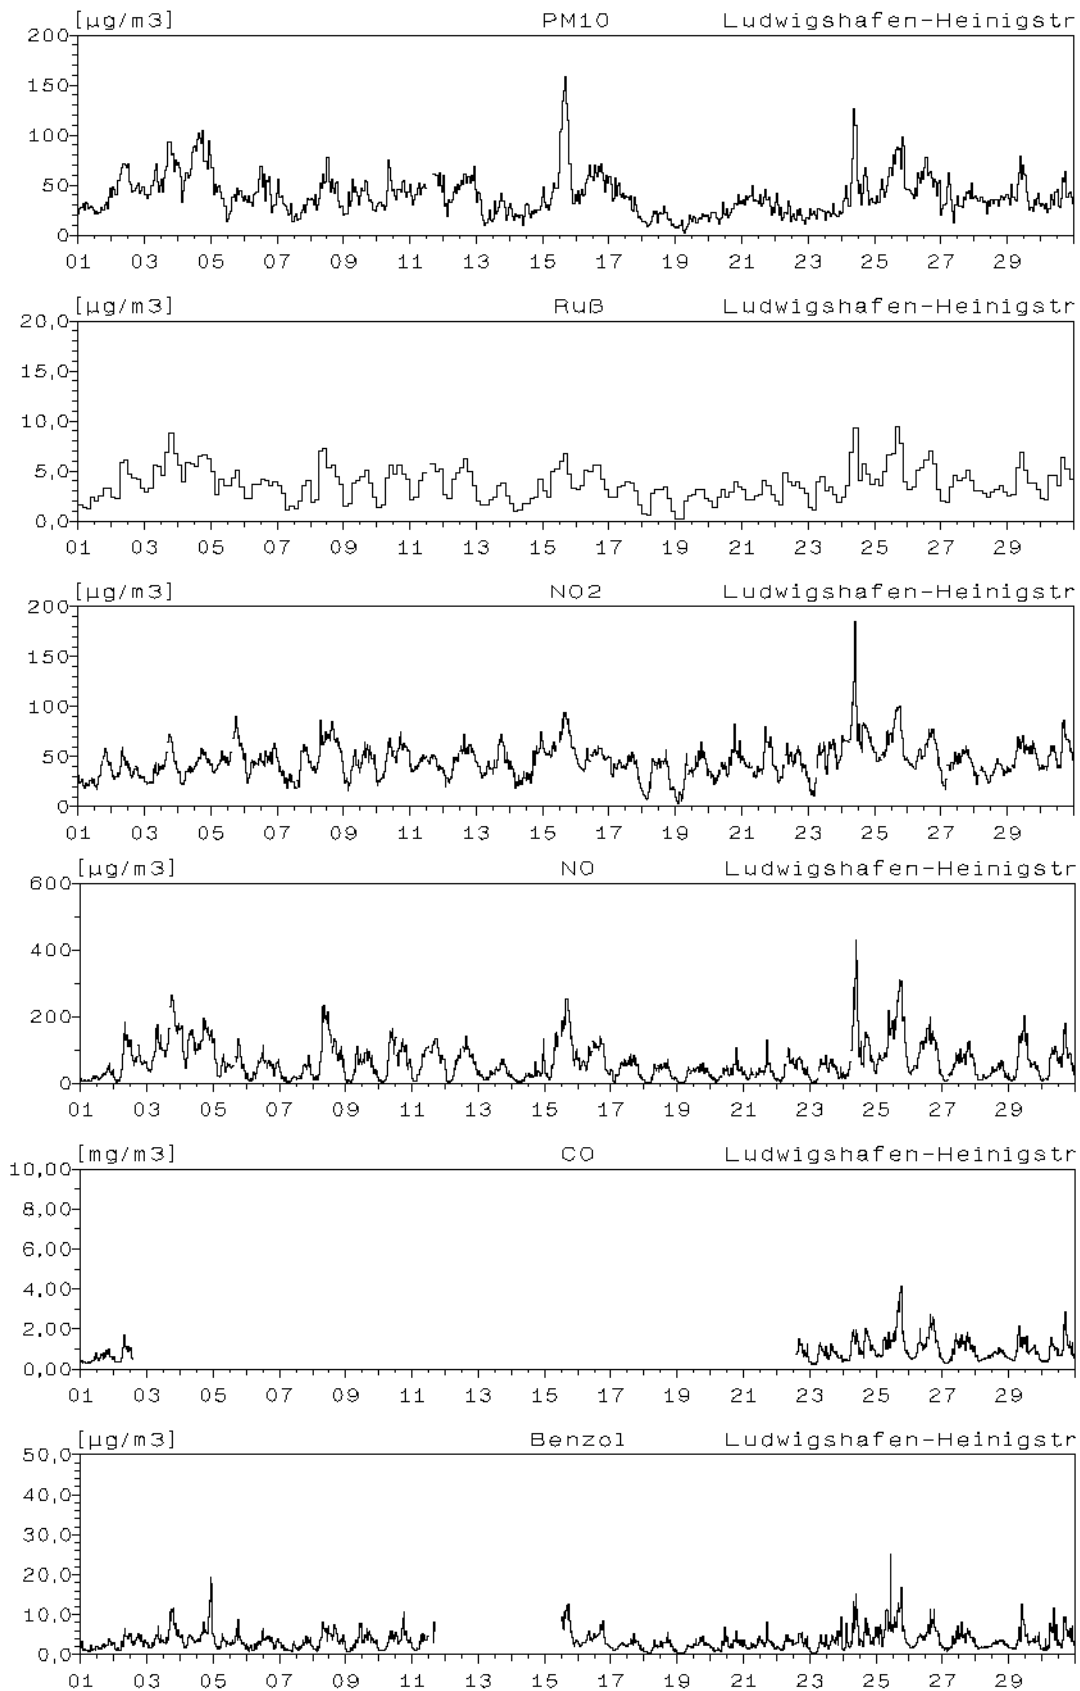 [µg/m3] PM10 Ludwigshafen-Heinigstr
200
150
100
50
0
01 03 05 07 09 11 13 15 17 19 21 23 25 27 29
[µg/m3] Ruß Ludwigshafen-Heinigstr
20,0
15,0
10,0
5,0
0,0
01 03 05 07 09 11 13 15 17 19 21 23 25 27 29
[µg/m3] NO2 Ludwigshafen-Heinigstr
200
150
100
50
0
01 03 05 07 09 11 13 15 17 19 21 23 25 27 29
[µg/m3] NO Ludwigshafen-Heinigstr
600
400
200
0
01 03 05 07 09 11 13 15 17 19 21 23 25 27 29
[mg/m3] CO Ludwigshafen-Heinigstr
10,00
8,00
6,00
4,00
2,00
0,00
01 03 05 07 09 11 13 15 17 19 21 23 25 27 29
[µg/m3] Benzol Ludwigshafen-Heinigstr
50,0
40,0
30,0
20,0
10,0
0,0
01 03 05 07 09 11 13 15 17 19 21 23 25 27 29